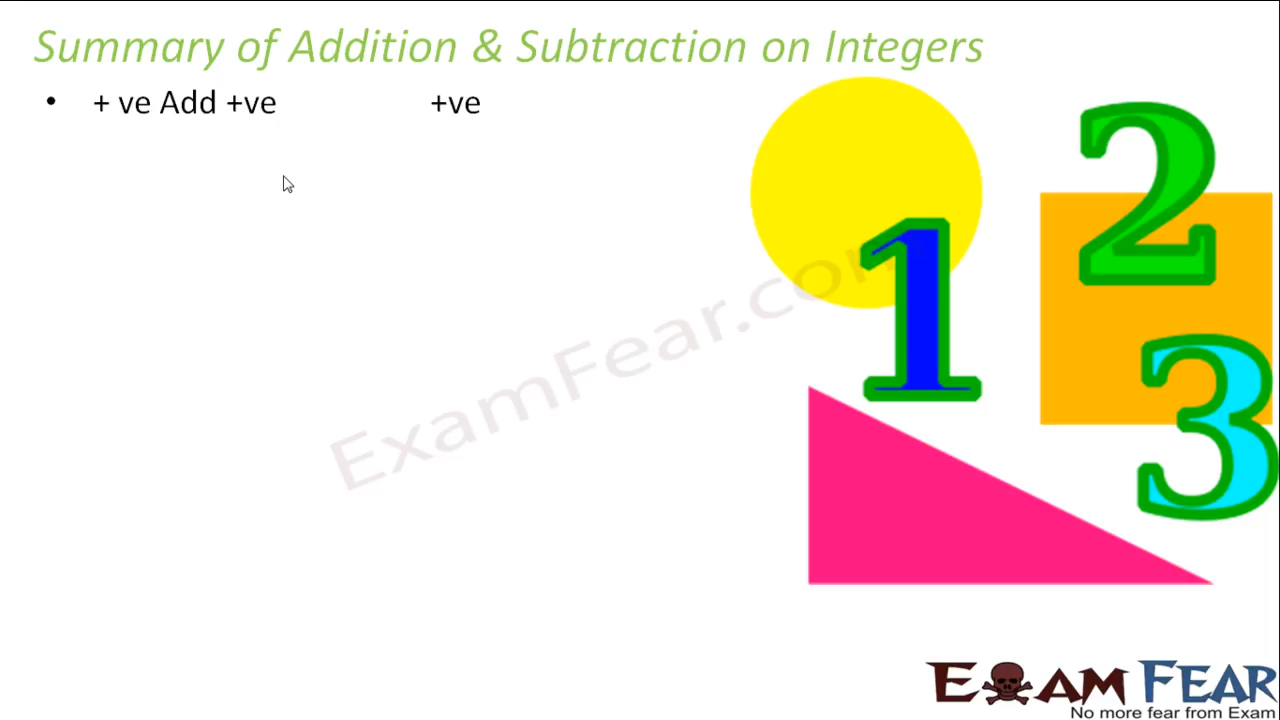 Summary of Addition & Subtraction on Integers
• + ve Add +ve +ve
1
2
3
ExamFear.com
EXAM FEAR
No more fear from Exam